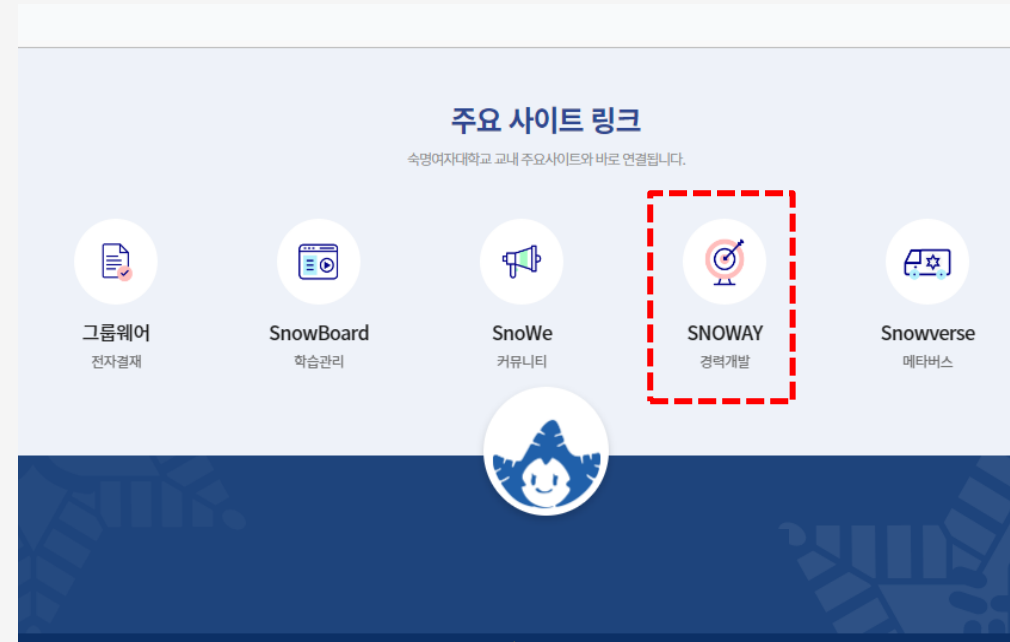 주요 사이트 링크
숙명여자대학교 교내 주요사이트와 바로 연결됩니다.
그룹웨어
전자결재
SnowBoard
학습관리
SnoWe
커뮤니티
SNOWAY
경력개발
Snowverse
메타버스